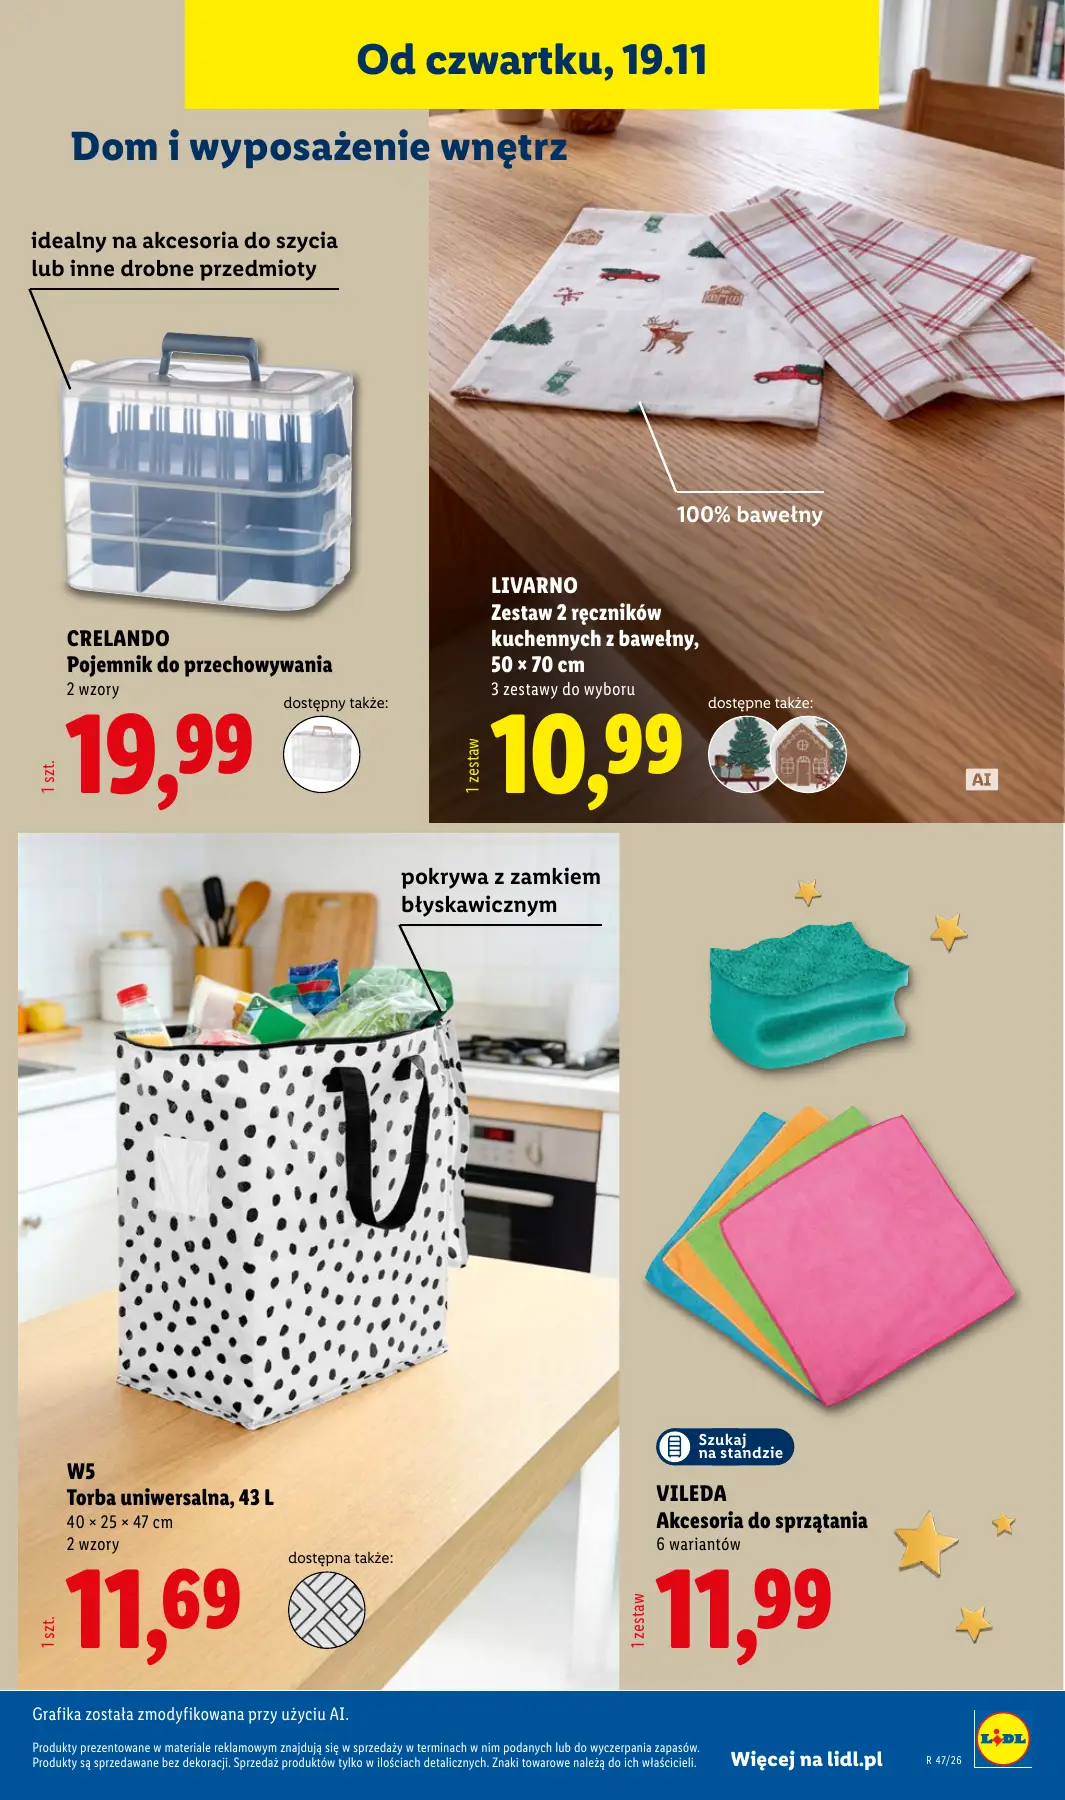 Od czwartku, 19.11
Dom i wyposażenie wnętrz
idealny na akcesoria do szycia
lub inne drobne przedmioty
100% bawełny
CRELANDO
Pojemnik do przechowywania
2 wzory
dostępny także:
1 szt.
19,99
LIVARNO
Zestaw 2 ręczników
kuchennych z bawełny,
50 × 70 cm
3 zestawy do wyboru
dostępne także:
1 zestaw
10,99
AI
pokrywa z zamkiem
błyskawicznym
W5
Torba uniwersalna, 43 L
40 × 25 × 47 cm
2 wzory
dostępna także:
1 szt.
11,69
Szukaj
na standzie
VILEDA
Akcesoria do sprzątania
6 wariantów
1 zestaw
11,99
Grafika została zmodyfikowana przy użyciu AI.
Produkty prezentowane w materiale reklamowym znajdują się w sprzedaży w terminach w nim podanych lub do wyczerpania zapasów.
Produkty są sprzedawane bez dekoracji. Sprzedaż produktów tylko w ilościach detalicznych. Znaki towarowe należą do ich właścicieli.
Więcej na lidl.pl
R 47/26
LIDL